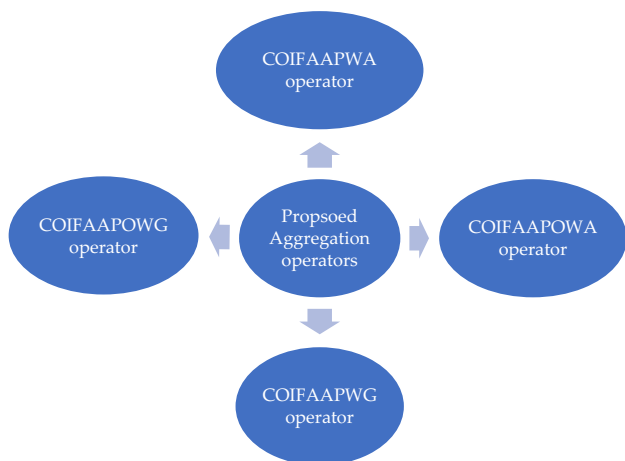 COIFAAPWA
operator
COIFAAPOWG
operator
Propsoed
Aggregation
operators
COIFAAPOWA
operator
COIFAAPWG
operator